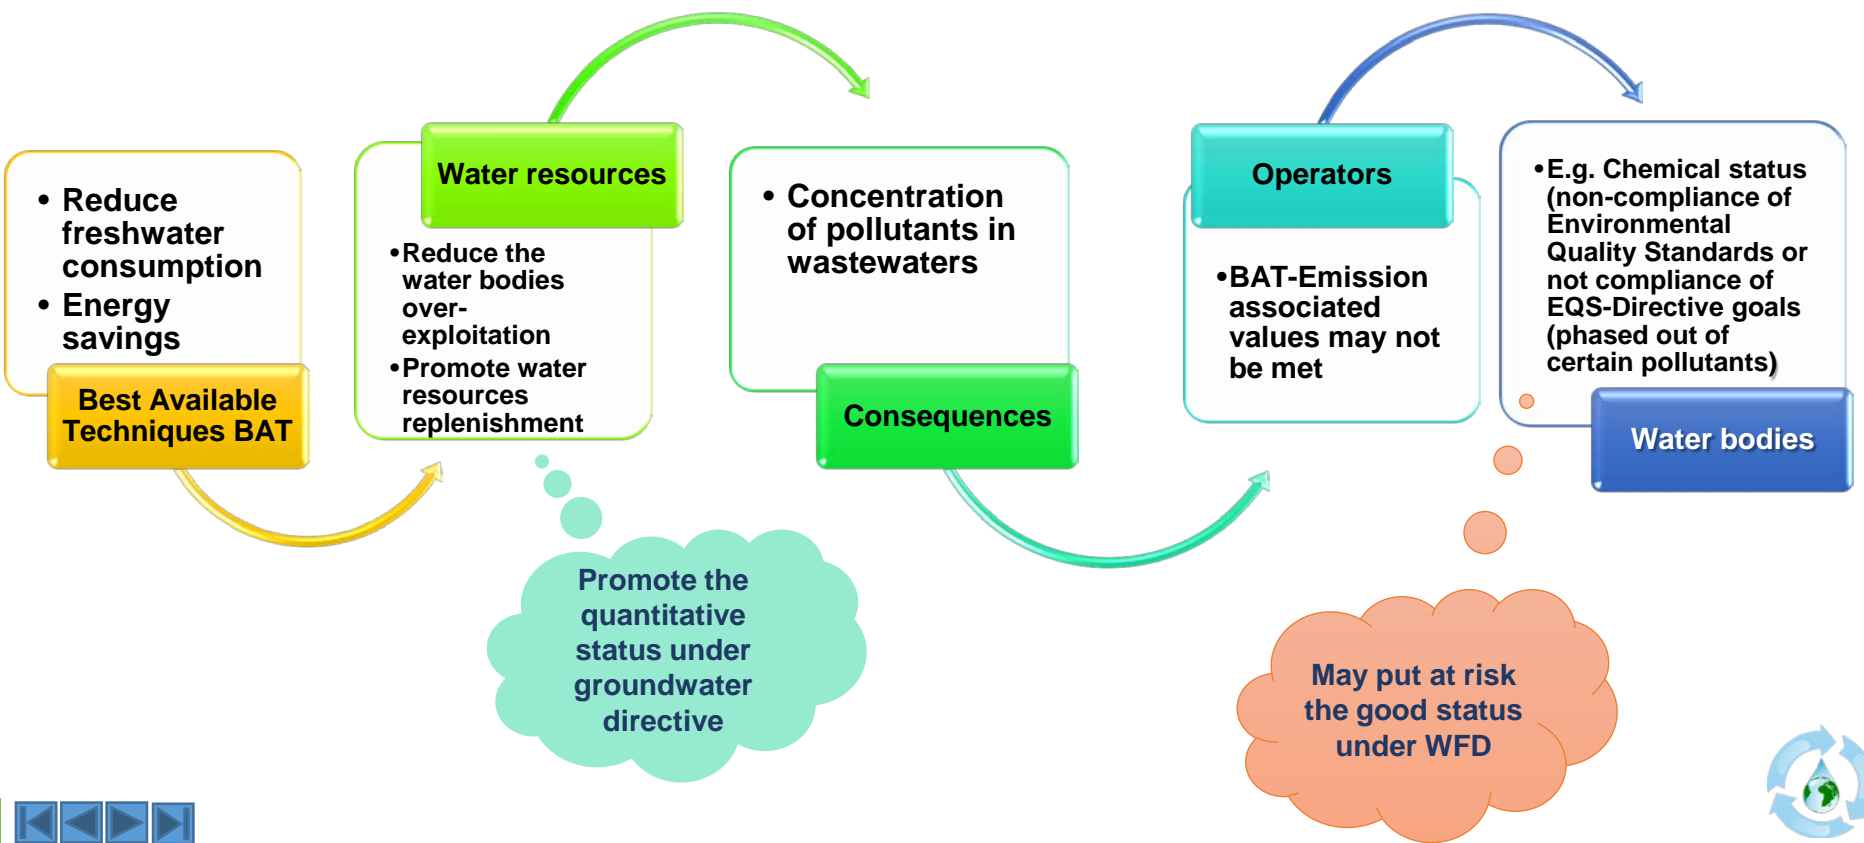 • Reduce
freshwater
consumption
• Energy
savings
Best Available
Techniques BAT
Water resources
•Reduce the
water bodies
over-
exploitation
•Promote water
resources
replenishment
Promote the
quantitative
status under
groundwater
directive
• Concentration
of pollutants in
wastewaters
Consequences
Operators
•BAT-Emission
associated
values may not
be met
•E.g. Chemical status
(non-compliance of
Environmental
Quality Standards or
not compliance of
EQS-Directive goals
(phased out of
certain pollutants)
Water bodies
May put at risk
the good status
under WFD